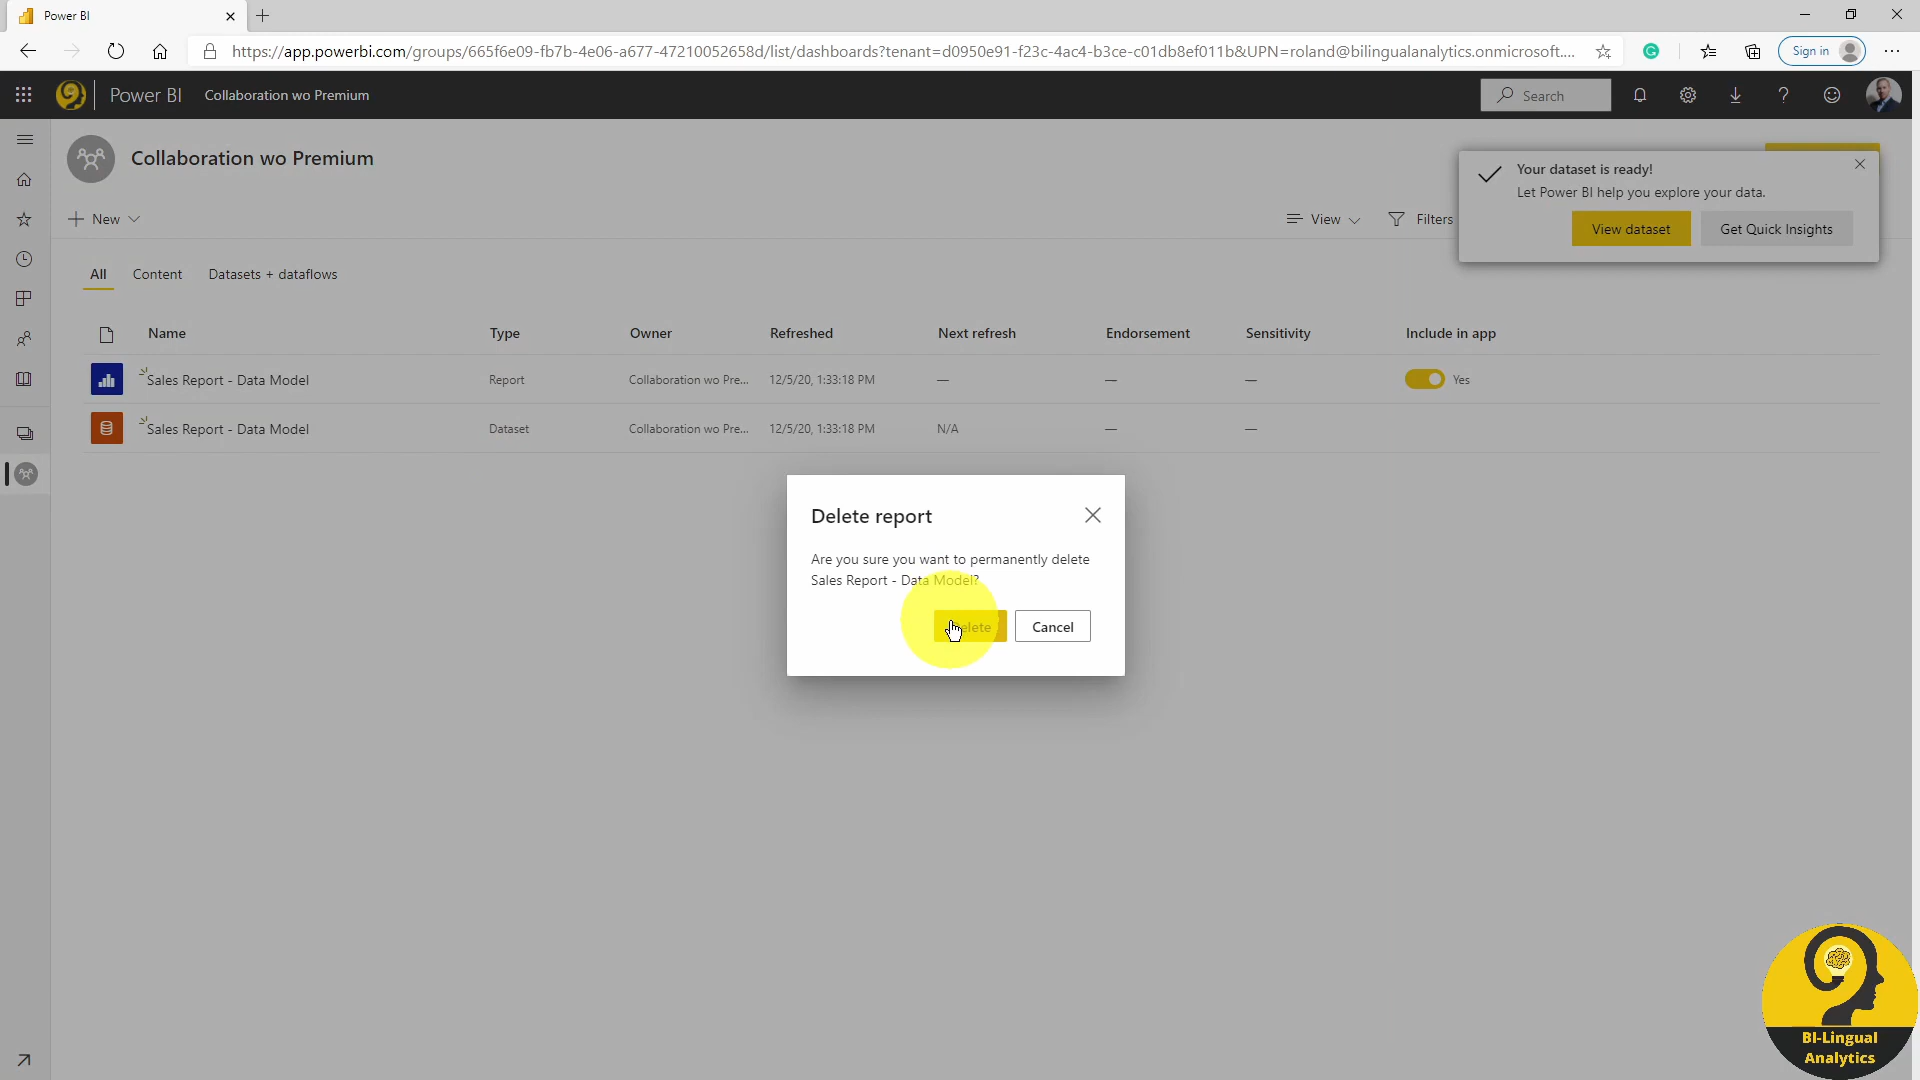 Power BI
https://app.powerbi.com/groups/665f6e09-fb7b-4e06-a677-47210052658d/list/dashboards?tenant=d0950e91-f23c-4ac4-b3ce-c01db8ef011b&UPN=roland@bilingualanalytics.onmicrosoft....
Sign in
Power BI
Collaboration wo Premium
Search
Collaboration wo Premium
Your dataset is ready!
Let Power BI help you explore your data.
View dataset
Get Quick Insights
New
View
Filters
All
Content
Datasets + dataflows
Name
Type
Owner
Refreshed
Next refresh
Endorsement
Sensitivity
Include in app
Sales Report - Data Model
Report
Collaboration wo Pre...
12/5/20, 1:33:18 PM
—
—
—
Yes
Sales Report - Data Model
Dataset
Collaboration wo Pre...
12/5/20, 1:33:18 PM
N/A
—
—
Delete report
Are you sure you want to permanently delete
Sales Report - Data Model?
Delete
Cancel
BI-Lingual
Analytics